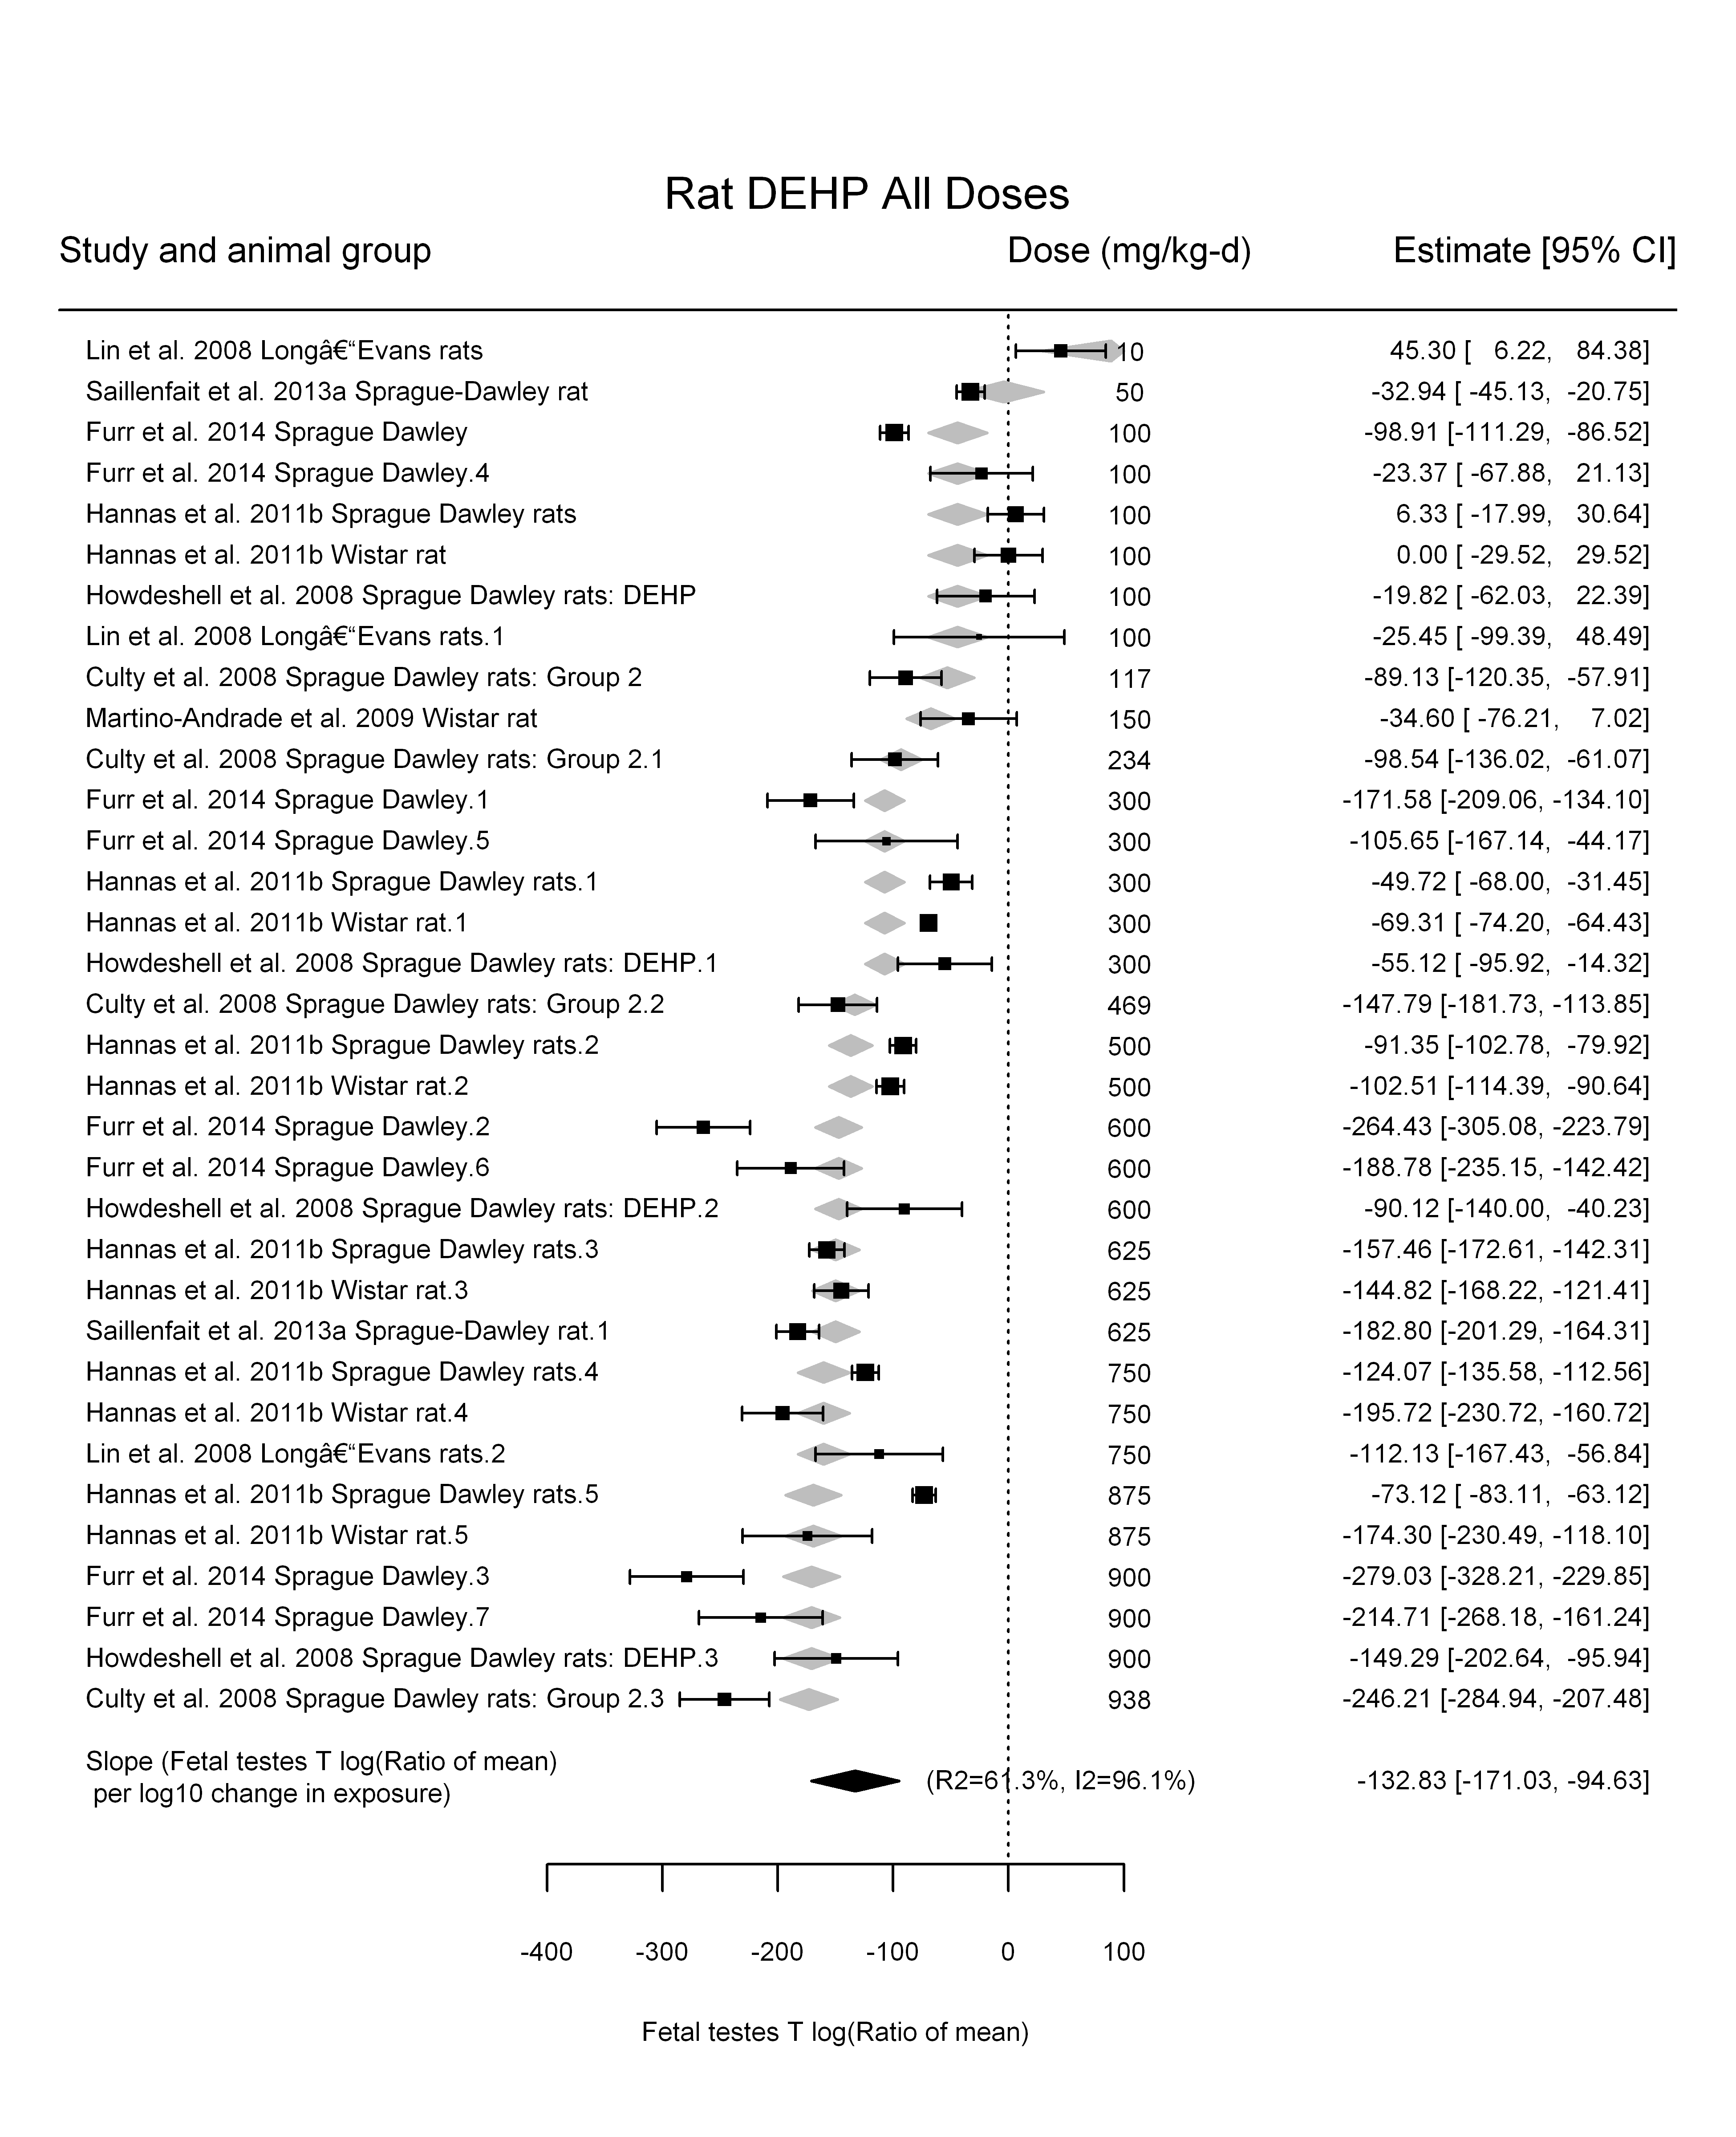 Rat DEHP All Doses
Study and animal group Dose (mg/kg-d) Estimate [95% CI]
Lin et al. 2008 Longâ€“Evans rats 10 45.30 [ 6.22, 84.38]
Saillenfait et al. 2013a Sprague-Dawley rat 50 -32.94 [ -45.13, -20.75]
Furr et al. 2014 Sprague Dawley 100 -98.91 [-111.29, -86.52]
Furr et al. 2014 Sprague Dawley.4 100 -23.37 [ -67.88, 21.13]
Hannas et al. 2011b Sprague Dawley rats 100 6.33 [ -17.99, 30.64]
Hannas et al. 2011b Wistar rat 100 0.00 [ -29.52, 29.52]
Howdeshell et al. 2008 Sprague Dawley rats: DEHP 100 -19.82 [ -62.03, 22.39]
Lin et al. 2008 Longâ€“Evans rats.1 100 -25.45 [ -99.39, 48.49]
Culty et al. 2008 Sprague Dawley rats: Group 2 117 -89.13 [-120.35, -57.91]
Martino-Andrade et al. 2009 Wistar rat 150 -34.60 [ -76.21, 7.02]
Culty et al. 2008 Sprague Dawley rats: Group 2.1 234 -98.54 [-136.02, -61.07]
Furr et al. 2014 Sprague Dawley.1 300 -171.58 [-209.06, -134.10]
Furr et al. 2014 Sprague Dawley.5 300 -105.65 [-167.14, -44.17]
Hannas et al. 2011b Sprague Dawley rats.1 300 -49.72 [ -68.00, -31.45]
Hannas et al. 2011b Wistar rat.1 300 -69.31 [ -74.20, -64.43]
Howdeshell et al. 2008 Sprague Dawley rats: DEHP.1 300 -55.12 [ -95.92, -14.32]
Culty et al. 2008 Sprague Dawley rats: Group 2.2 469 -147.79 [-181.73, -113.85]
Hannas et al. 2011b Sprague Dawley rats.2 500 -91.35 [-102.78, -79.92]
Hannas et al. 2011b Wistar rat.2 500 -102.51 [-114.39, -90.64]
Furr et al. 2014 Sprague Dawley.2 600 -264.43 [-305.08, -223.79]
Furr et al. 2014 Sprague Dawley.6 600 -188.78 [-235.15, -142.42]
Howdeshell et al. 2008 Sprague Dawley rats: DEHP.2 600 -90.12 [-140.00, -40.23]
Hannas et al. 2011b Sprague Dawley rats.3 625 -157.46 [-172.61, -142.31]
Hannas et al. 2011b Wistar rat.3 625 -144.82 [-168.22, -121.41]
Saillenfait et al. 2013a Sprague-Dawley rat.1 625 -182.80 [-201.29, -164.31]
Hannas et al. 2011b Sprague Dawley rats.4 750 -124.07 [-135.58, -112.56]
Hannas et al. 2011b Wistar rat.4 750 -195.72 [-230.72, -160.72]
Lin et al. 2008 Longâ€“Evans rats.2 750 -112.13 [-167.43, -56.84]
Hannas et al. 2011b Sprague Dawley rats.5 875 -73.12 [ -83.11, -63.12]
Hannas et al. 2011b Wistar rat.5 875 -174.30 [-230.49, -118.10]
Furr et al. 2014 Sprague Dawley.3 900 -279.03 [-328.21, -229.85]
Furr et al. 2014 Sprague Dawley.7 900 -214.71 [-268.18, -161.24]
Howdeshell et al. 2008 Sprague Dawley rats: DEHP.3 900 -149.29 [-202.64, -95.94]
Culty et al. 2008 Sprague Dawley rats: Group 2.3 938 -246.21 [-284.94, -207.48]
Slope (Fetal testes T log(Ratio of mean)
per log10 change in exposure) (R2=61.3%, I2=96.1%) -132.83 [-171.03, -94.63]
-400 -300 -200 -100 0 100
Fetal testes T log(Ratio of mean)